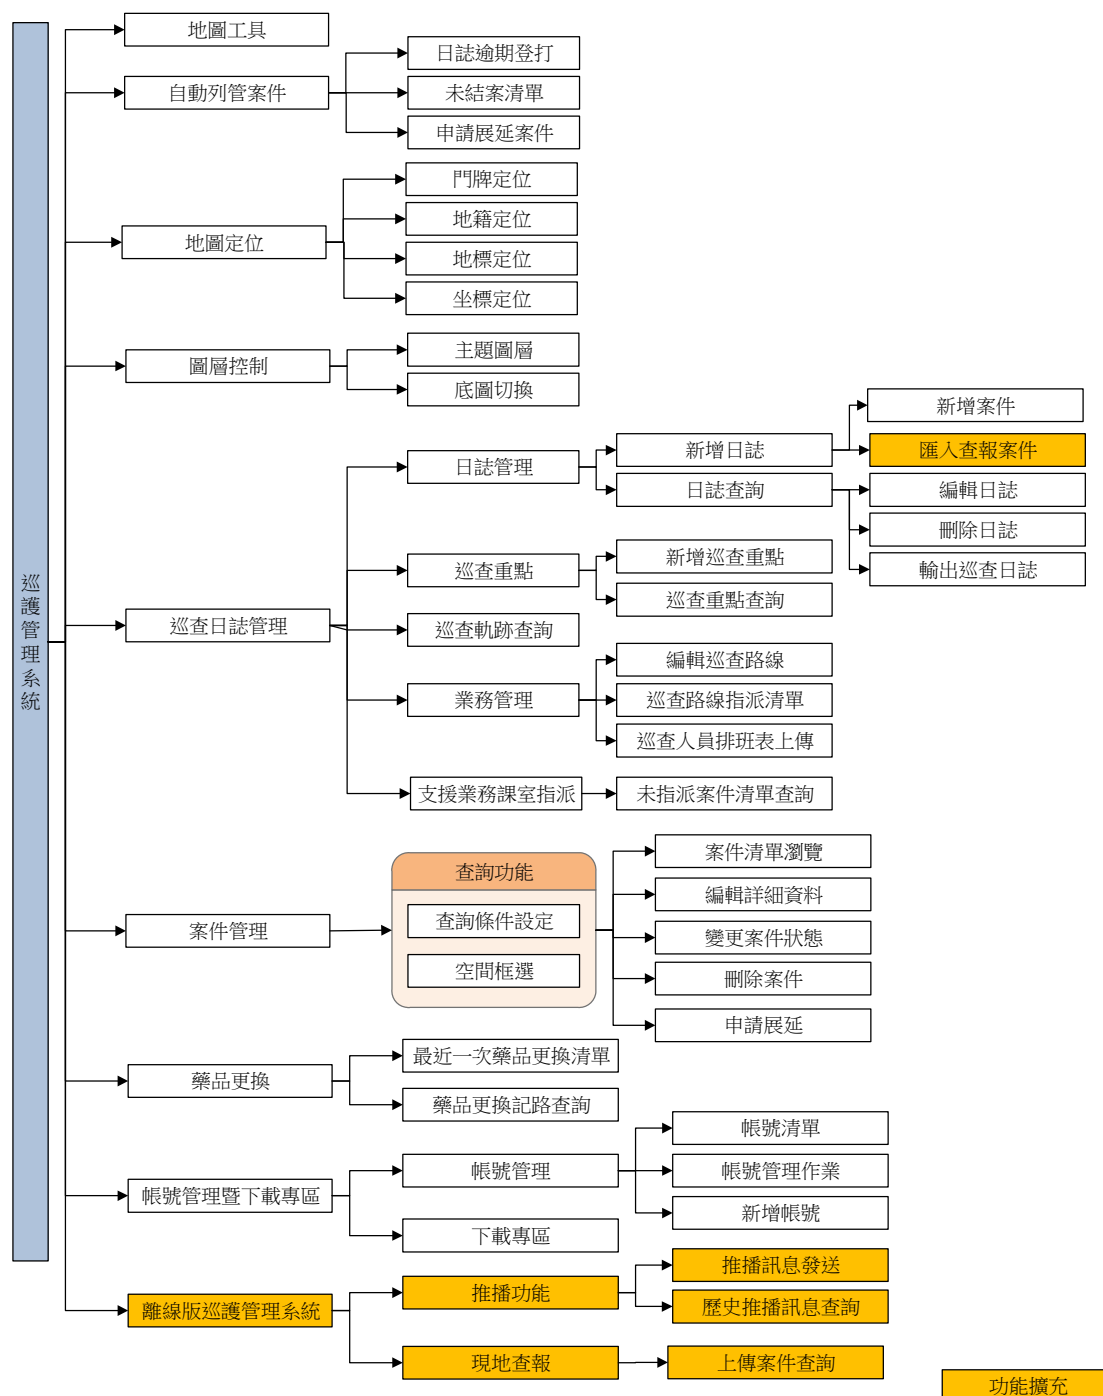 巡護管理系統
地圖工具
自動列管案件
日誌逾期登打
未結案清單
申請展延案件
地圖定位
門牌定位
地籍定位
地標定位
坐標定位
圖層控制
主題圖層
底圖切換
巡查日誌管理
日誌管理
新增日誌
新增案件
匯入查報案件
日誌查詢
編輯日誌
刪除日誌
輸出巡查日誌
巡查重點
新增巡查重點
巡查重點查詢
巡查軌跡查詢
業務管理
編輯巡查路線
巡查路線指派清單
巡查人員排班表上傳
支援業務課室指派
未指派案件清單查詢
案件管理
查詢功能
查詢條件設定
空間框選
案件清單瀏覽
編輯詳細資料
變更案件狀態
刪除案件
申請展延
藥品更換
最近一次藥品更換清單
藥品更換記路查詢
帳號管理暨下載專區
帳號管理
帳號清單
帳號管理作業
新增帳號
下載專區
離線版巡護管理系統
推播功能
推播訊息發送
歷史推播訊息查詢
現地查報
上傳案件查詢
功能擴充